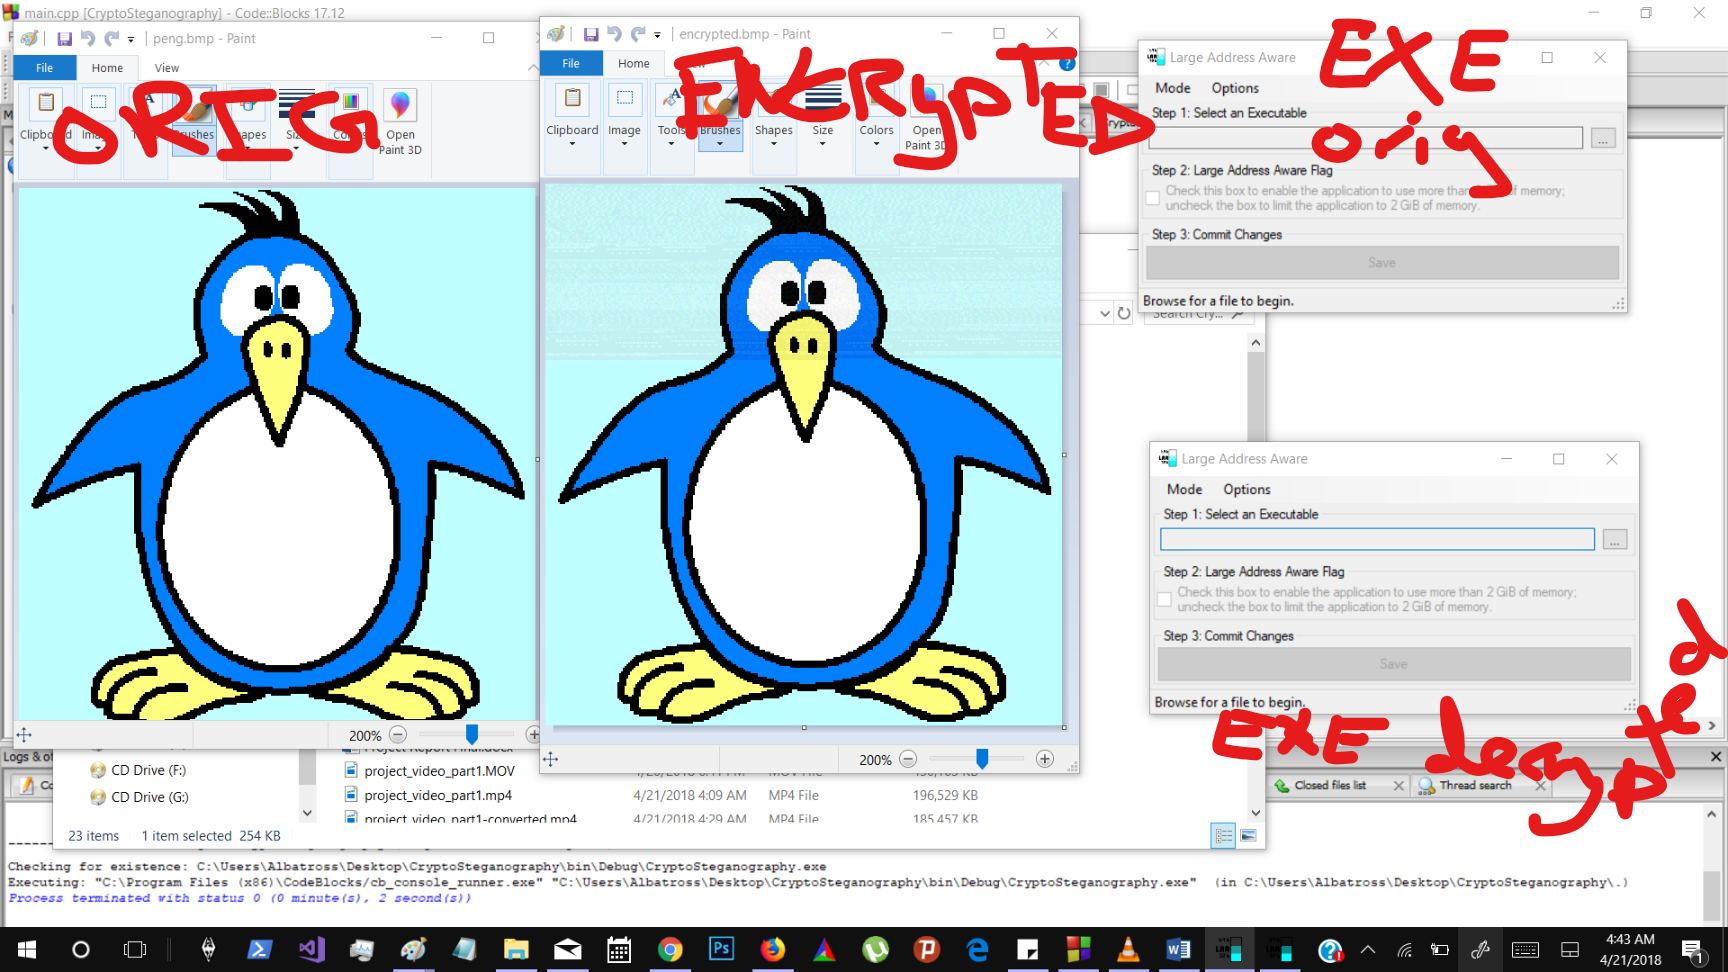 main.cpp [CryptoSteganography] - Code::Blocks 17.12
peng.bmp - Paint
File
Home
View
Clipboard
Tools
Brushes
Shapes
Size
Colors
Open
Paint 3D
ORIG
200%
encrypted.bmp - Paint
File
Home
Clipboard
Image
Tools
Brushes
Shapes
Size
Colors
Open
Paint 3D
ENCRypTED
200%
Large Address Aware
EXE
orig
Mode
Options
Step 1: Select an Executable
...
Step 2: Large Address Aware Flag
Check this box to enable the application to use more than of memory;
uncheck the box to limit the application to 2 GiB of memory.
Step 3: Commit Changes
Save
Browse for a file to begin.
Search Cry...
Large Address Aware
Mode
Options
Step 1: Select an Executable
...
Step 2: Large Address Aware Flag
Check this box to enable the application to use more than 2 GiB of memory;
uncheck the box to limit the application to 2 GiB of memory.
Step 3: Commit Changes
Save
Browse for a file to begin.
EXE decrypted
Project Report Final.docx
CD Drive (F:)
project_video_part1.MOV
CD Drive (G:)
project_video_part1.mp4 4/21/2018 4:09 AM MP4 File 196,529 KB
project_video_part1-converted.mp4 4/21/2018 4:29 AM MP4 File 185,457 KB
23 items 1 item selected 254 KB
Closed files list
Thread search
Checking for existence: C:\Users\Albatross\Desktop\CryptoSteganography\bin\Debug\CryptoSteganography.exe
Executing: "C:\Program Files (x86)\CodeBlocks/cb_console_runner.exe" "C:\Users\Albatross\Desktop\CryptoSteganography\bin\Debug\CryptoSteganography.exe" (in C:\Users\Albatross\Desktop\CryptoSteganography\.)
Process terminated with status 0 (0 minute(s), 2 second(s))
4:43 AM
4/21/2018
1